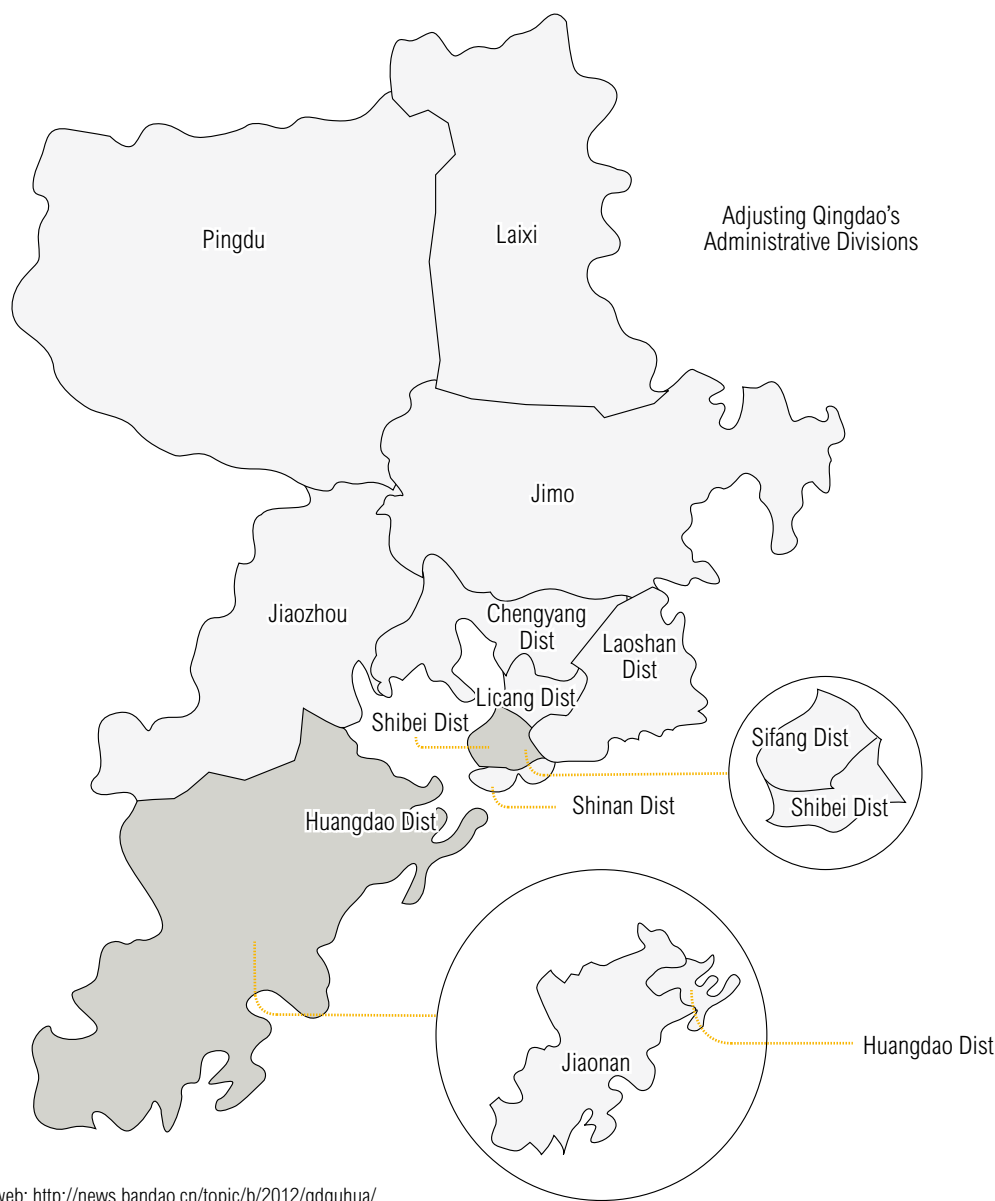 Adjusting Qingdao's
Administrative Divisions
Pingdu
Laixi
Jimo
Jiaozhou
Chengyang
Dist
Laoshan
Dist
Licang Dist
Shibei Dist
Sifang Dist
Shibei Dist
Shinan Dist
Huangdao Dist
Jiaonan
Huangdao Dist
web: http://news.bandao.cn/topic/b/2012/qdquhua/